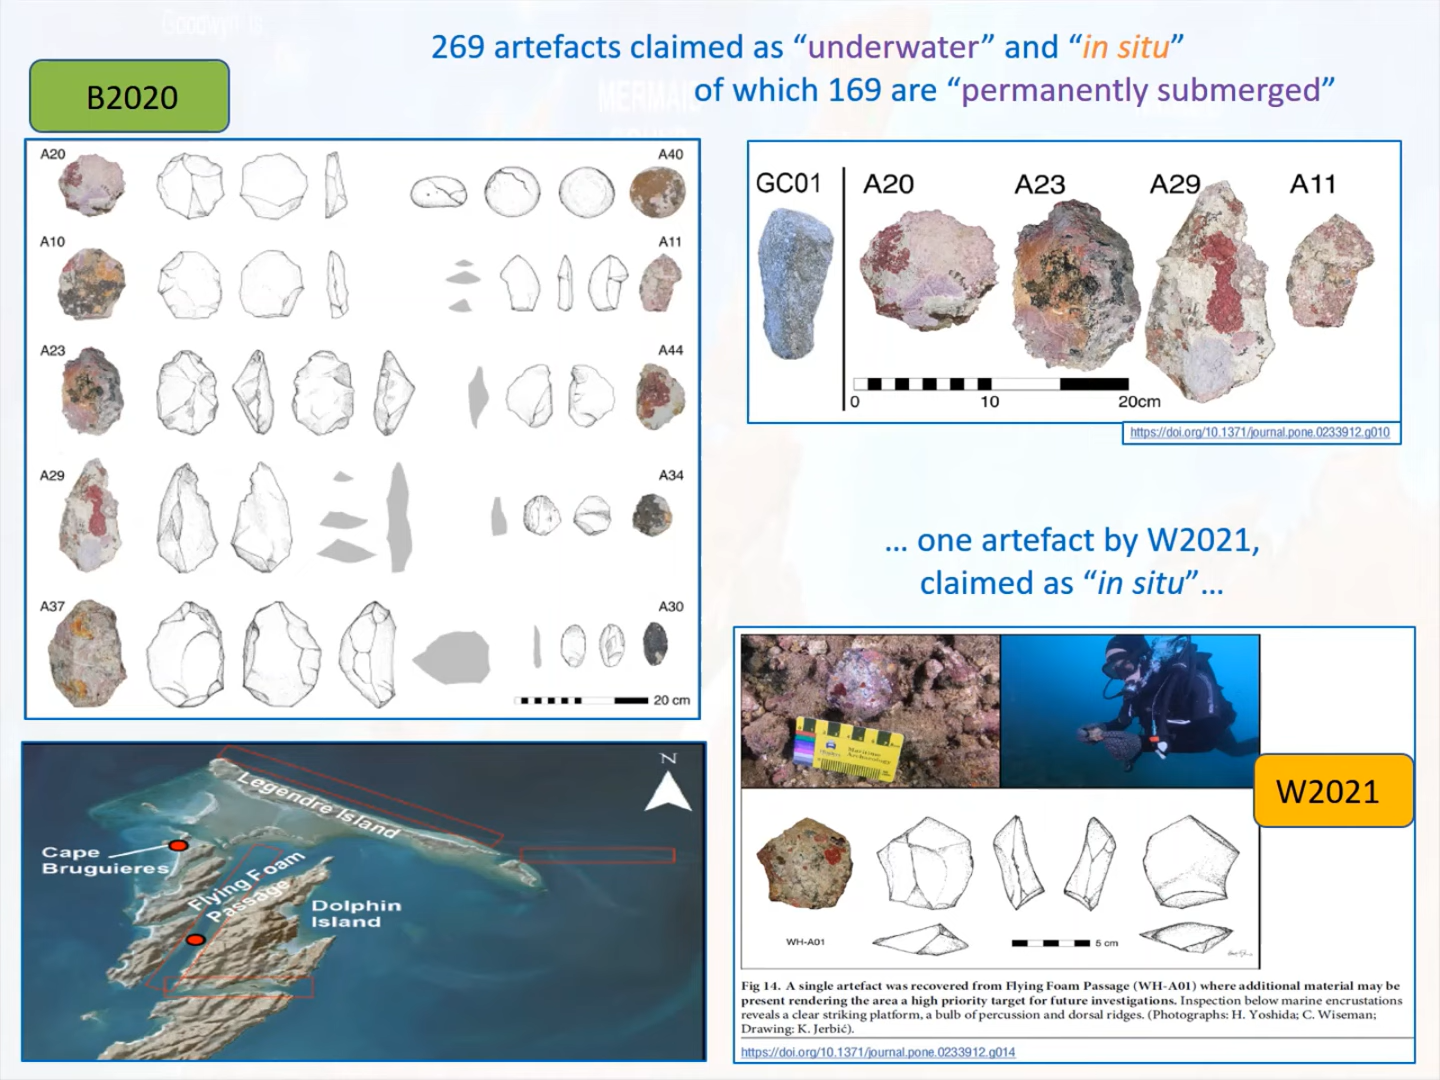 269 artefacts claimed as “underwater” and “in situ”
of which 169 are “permanently submerged”
B2020
A20
A40
A10
A11
A23
A44
A29
A34
A37
A30
20 cm
GC01
A20
A23
A29
A11
0
10
20cm
https://doi.org/10.1371/journal.pone.0233912.g010
... one artefact by W2021,
claimed as “in situ”...
N
Legendre Island
Cape
Bruguieres
Flying Foam
Passage
Dolphin
Island
Maritime
Archaeology
W2021
WH-A01
5 cm
Fig 14. A single artefact was recovered from Flying Foam Passage (WH-A01) where additional material may be
present rendering the area a high priority target for future investigations. Inspection below marine encrustations
reveals a clear striking platform, a bulb of percussion and dorsal ridges. (Photographs: H. Yoshida; C. Wiseman;
Drawing: K. Jerbić).
https://doi.org/10.1371/journal.pone.0233912.g014